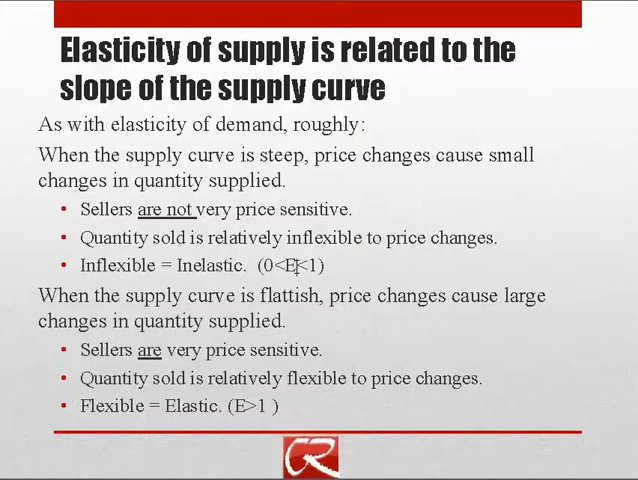 Elasticity of supply is related to the
slope of the supply curve
As with elasticity of demand, roughly:
When the supply curve is steep, price changes cause small
changes in quantity supplied.
• Sellers are not very price sensitive.
• Quantity sold is relatively inflexible to price changes.
• Inflexible = Inelastic. (0<E<1)
When the supply curve is flattish, price changes cause large
changes in quantity supplied.
• Sellers are very price sensitive.
• Quantity sold is relatively flexible to price changes.
• Flexible = Elastic. (E>1 )
R